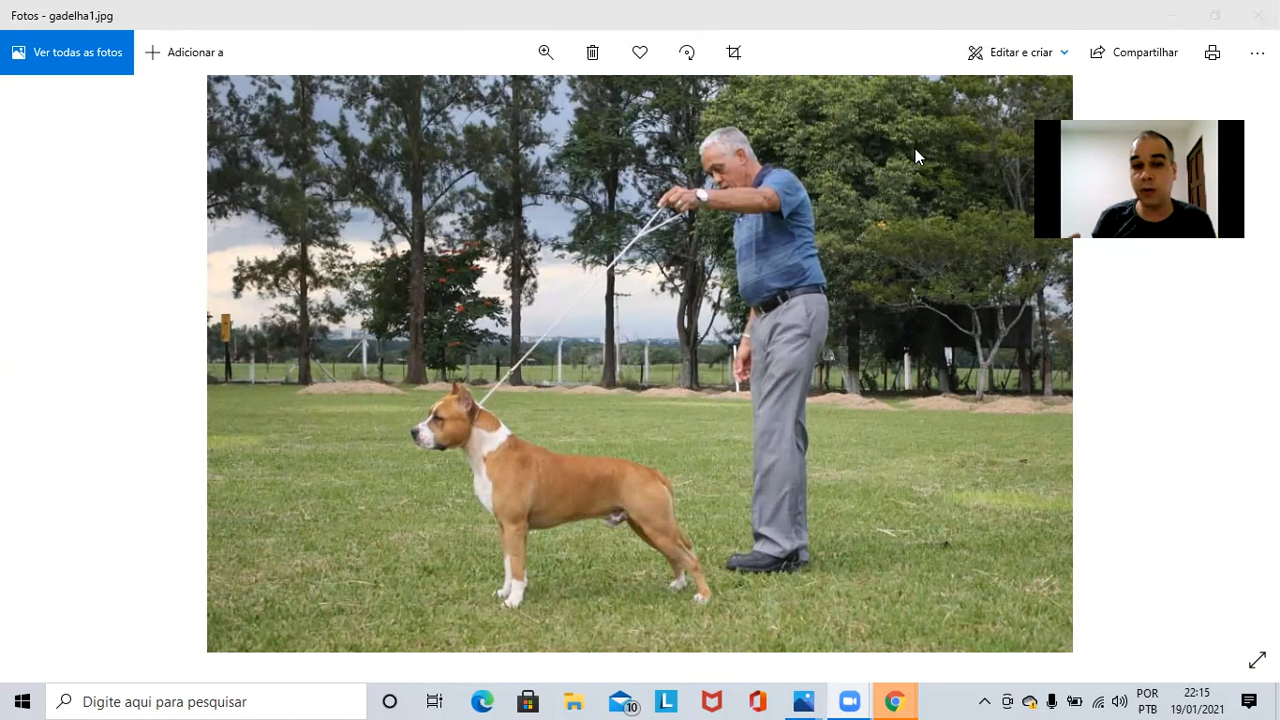 Fotos - gadelha1.jpg
Ver todas as fotos
Adicionar a
Editar e criar
Compartilhar
Digite aqui para pesquisar
10
L
POR
PTB
22:15
19/01/2021